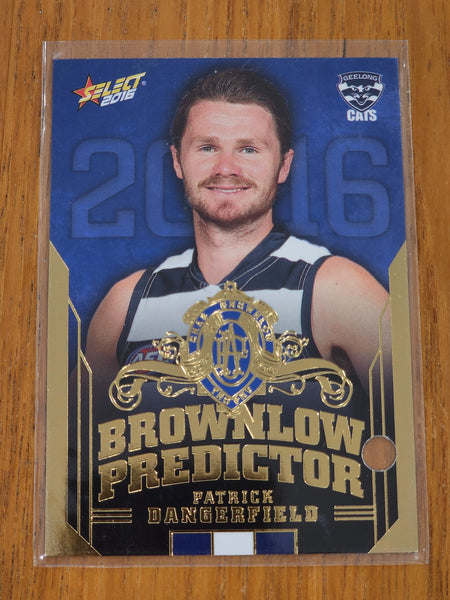 SELECT
2016
GEELONG
CATS
2016
BROWNLOW
PREDICTOR
PATRICK
DANGERFIELD